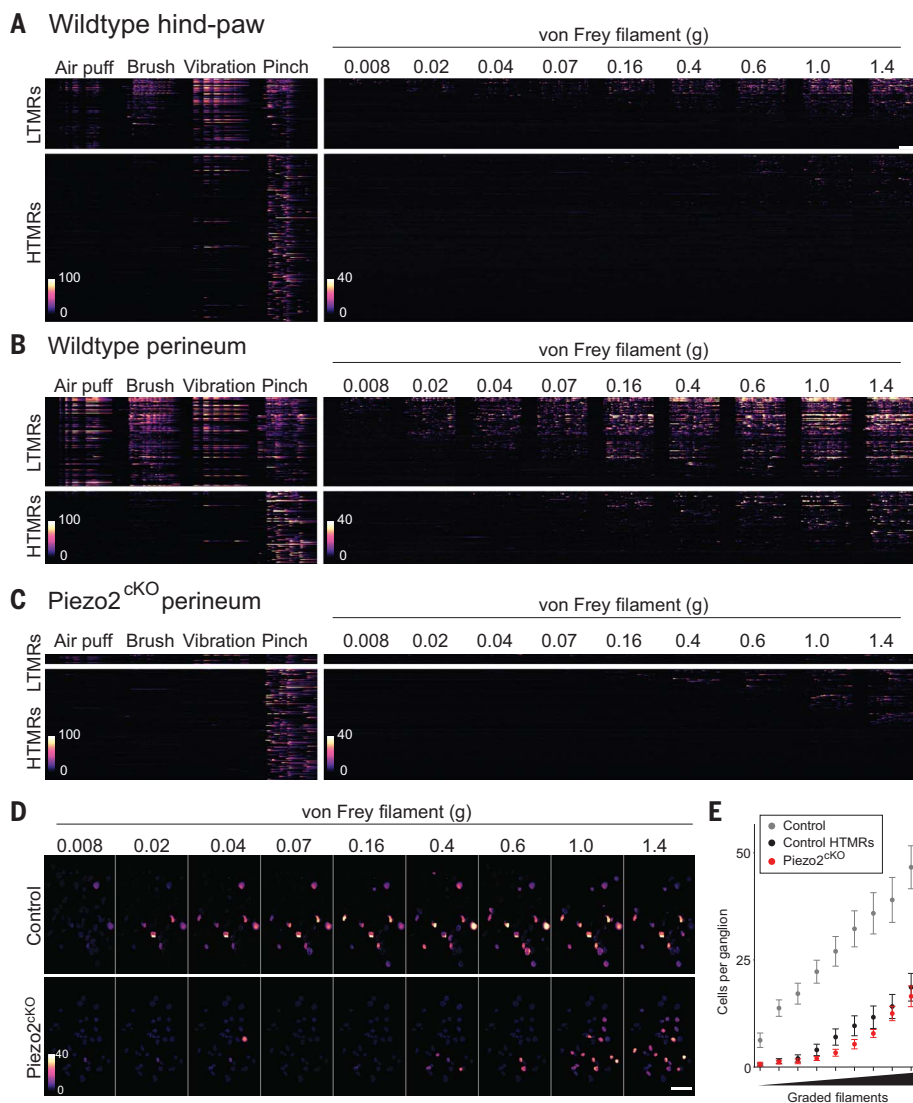 A Wildtype hind-paw
von Frey filament (g)
Air puff Brush Vibration Pinch 0.008 0.02 0.04 0.07 0.16 0.4 0.6 1.0 1.4
LTMRs
HTMRs
100
0
40
0
B Wildtype perineum
von Frey filament (g)
Air puff Brush Vibration Pinch 0.008 0.02 0.04 0.07 0.16 0.4 0.6 1.0 1.4
LTMRs
HTMRs
100
0
40
0
C Piezo2cKO perineum
von Frey filament (g)
Air puff Brush Vibration Pinch 0.008 0.02 0.04 0.07 0.16 0.4 0.6 1.0 1.4
LTMRs
HTMRs
100
0
40
0
D von Frey filament (g)
0.008 0.02 0.04 0.07 0.16 0.4 0.6 1.0 1.4
Control
Piezo2cKO
40
0
E
Control
Control HTMRs
Piezo2cKO
50
25
0
Cells per ganglion
Graded filaments